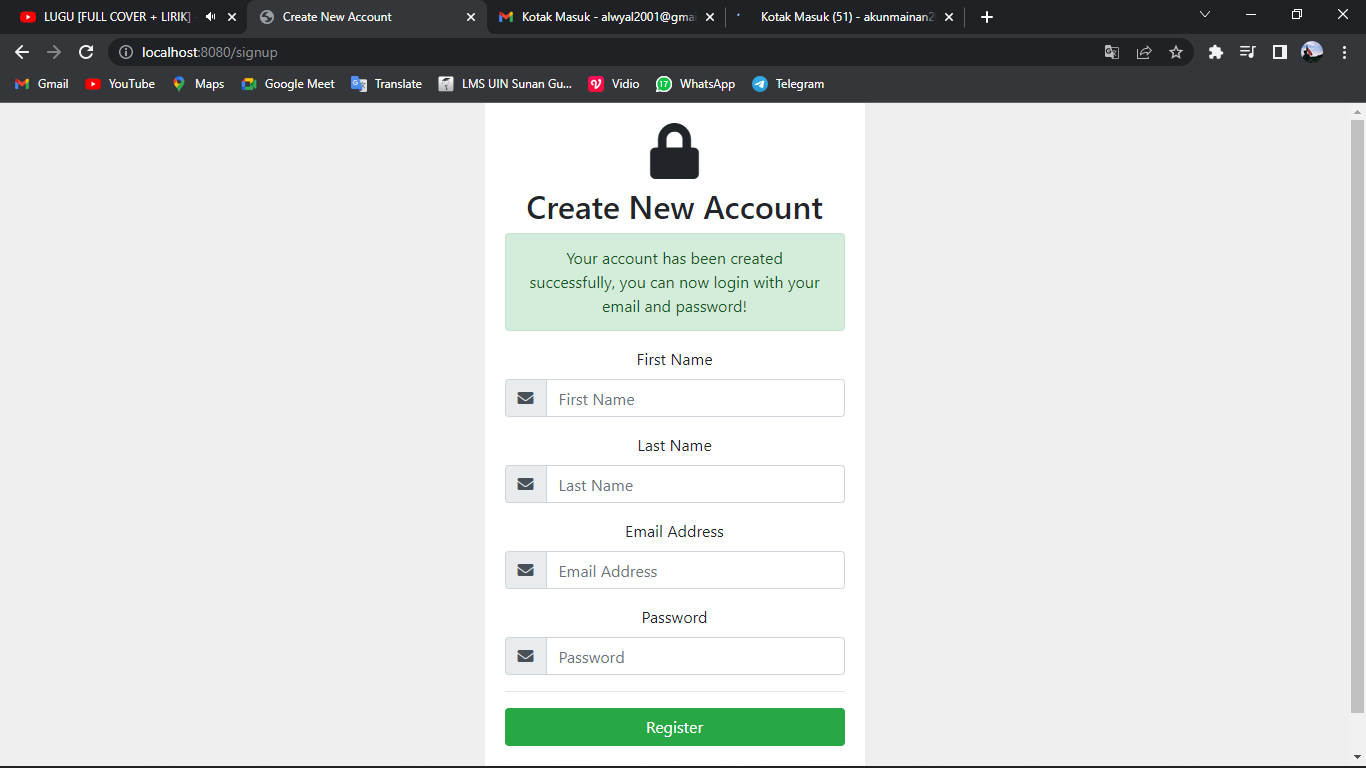 LUGU [FULL COVER + LIRIK]
Create New Account
Kotak Masuk - alwyal2001@gma
Kotak Masuk (51) - akunmainan2
localhost:8080/signup
Gmail
YouTube
Maps
Google Meet
Translate
LMS UIN Sunan Gu...
Vidio
17
WhatsApp
Telegram
Create New Account
Your account has been created
successfully, you can now login with your
email and password!
First Name
First Name
Last Name
Last Name
Email Address
Email Address
Password
Password
Register